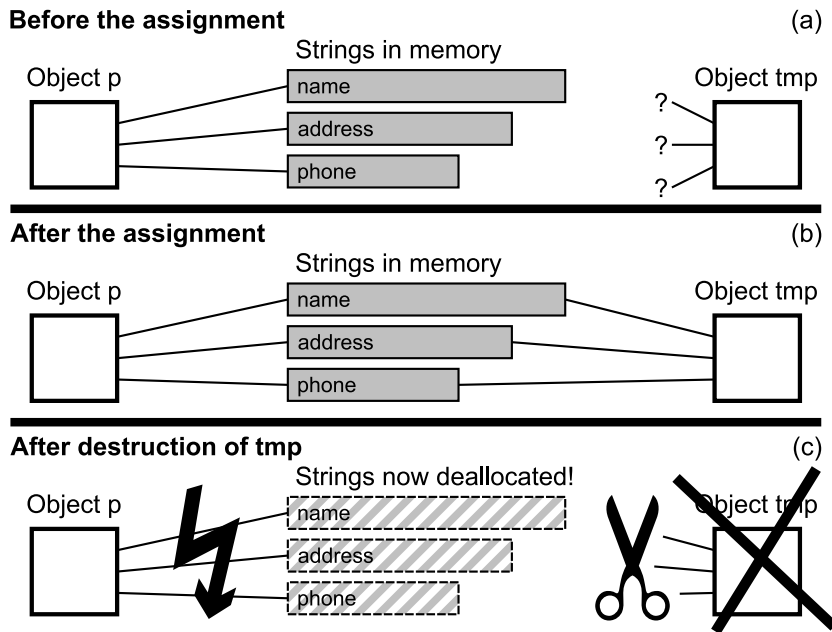 Before the assignment (a)
Strings in memory
Object p
Object tmp
name
address
phone
?
?
?
After the assignment (b)
Strings in memory
Object p
Object tmp
name
address
phone
After destruction of tmp (c)
Strings now deallocated!
Object p
Object tmp
name
address
phone